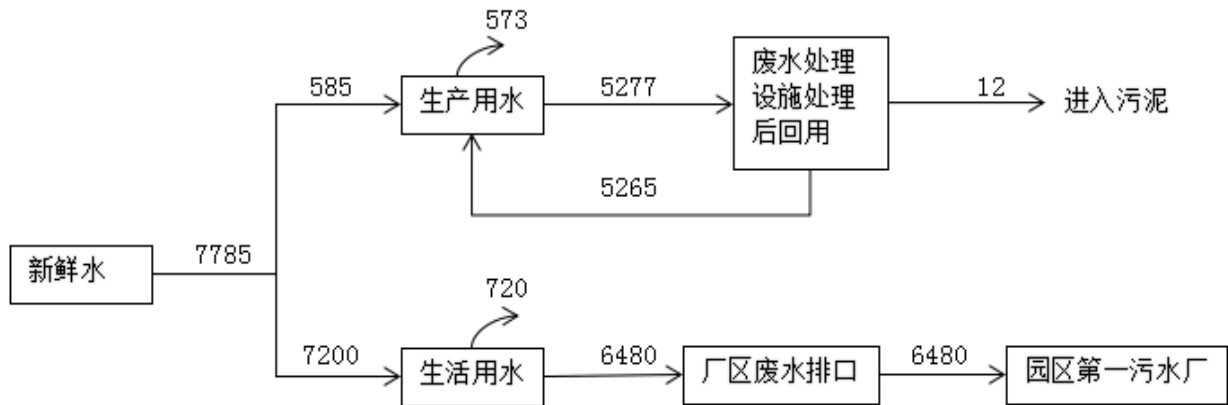 573
585
生产用水
5277
废水处理
设施处理
后回用
12
进入污泥
5265
新鲜水
7785
720
7200
生活用水
6480
厂区废水排口
6480
园区第一污水厂